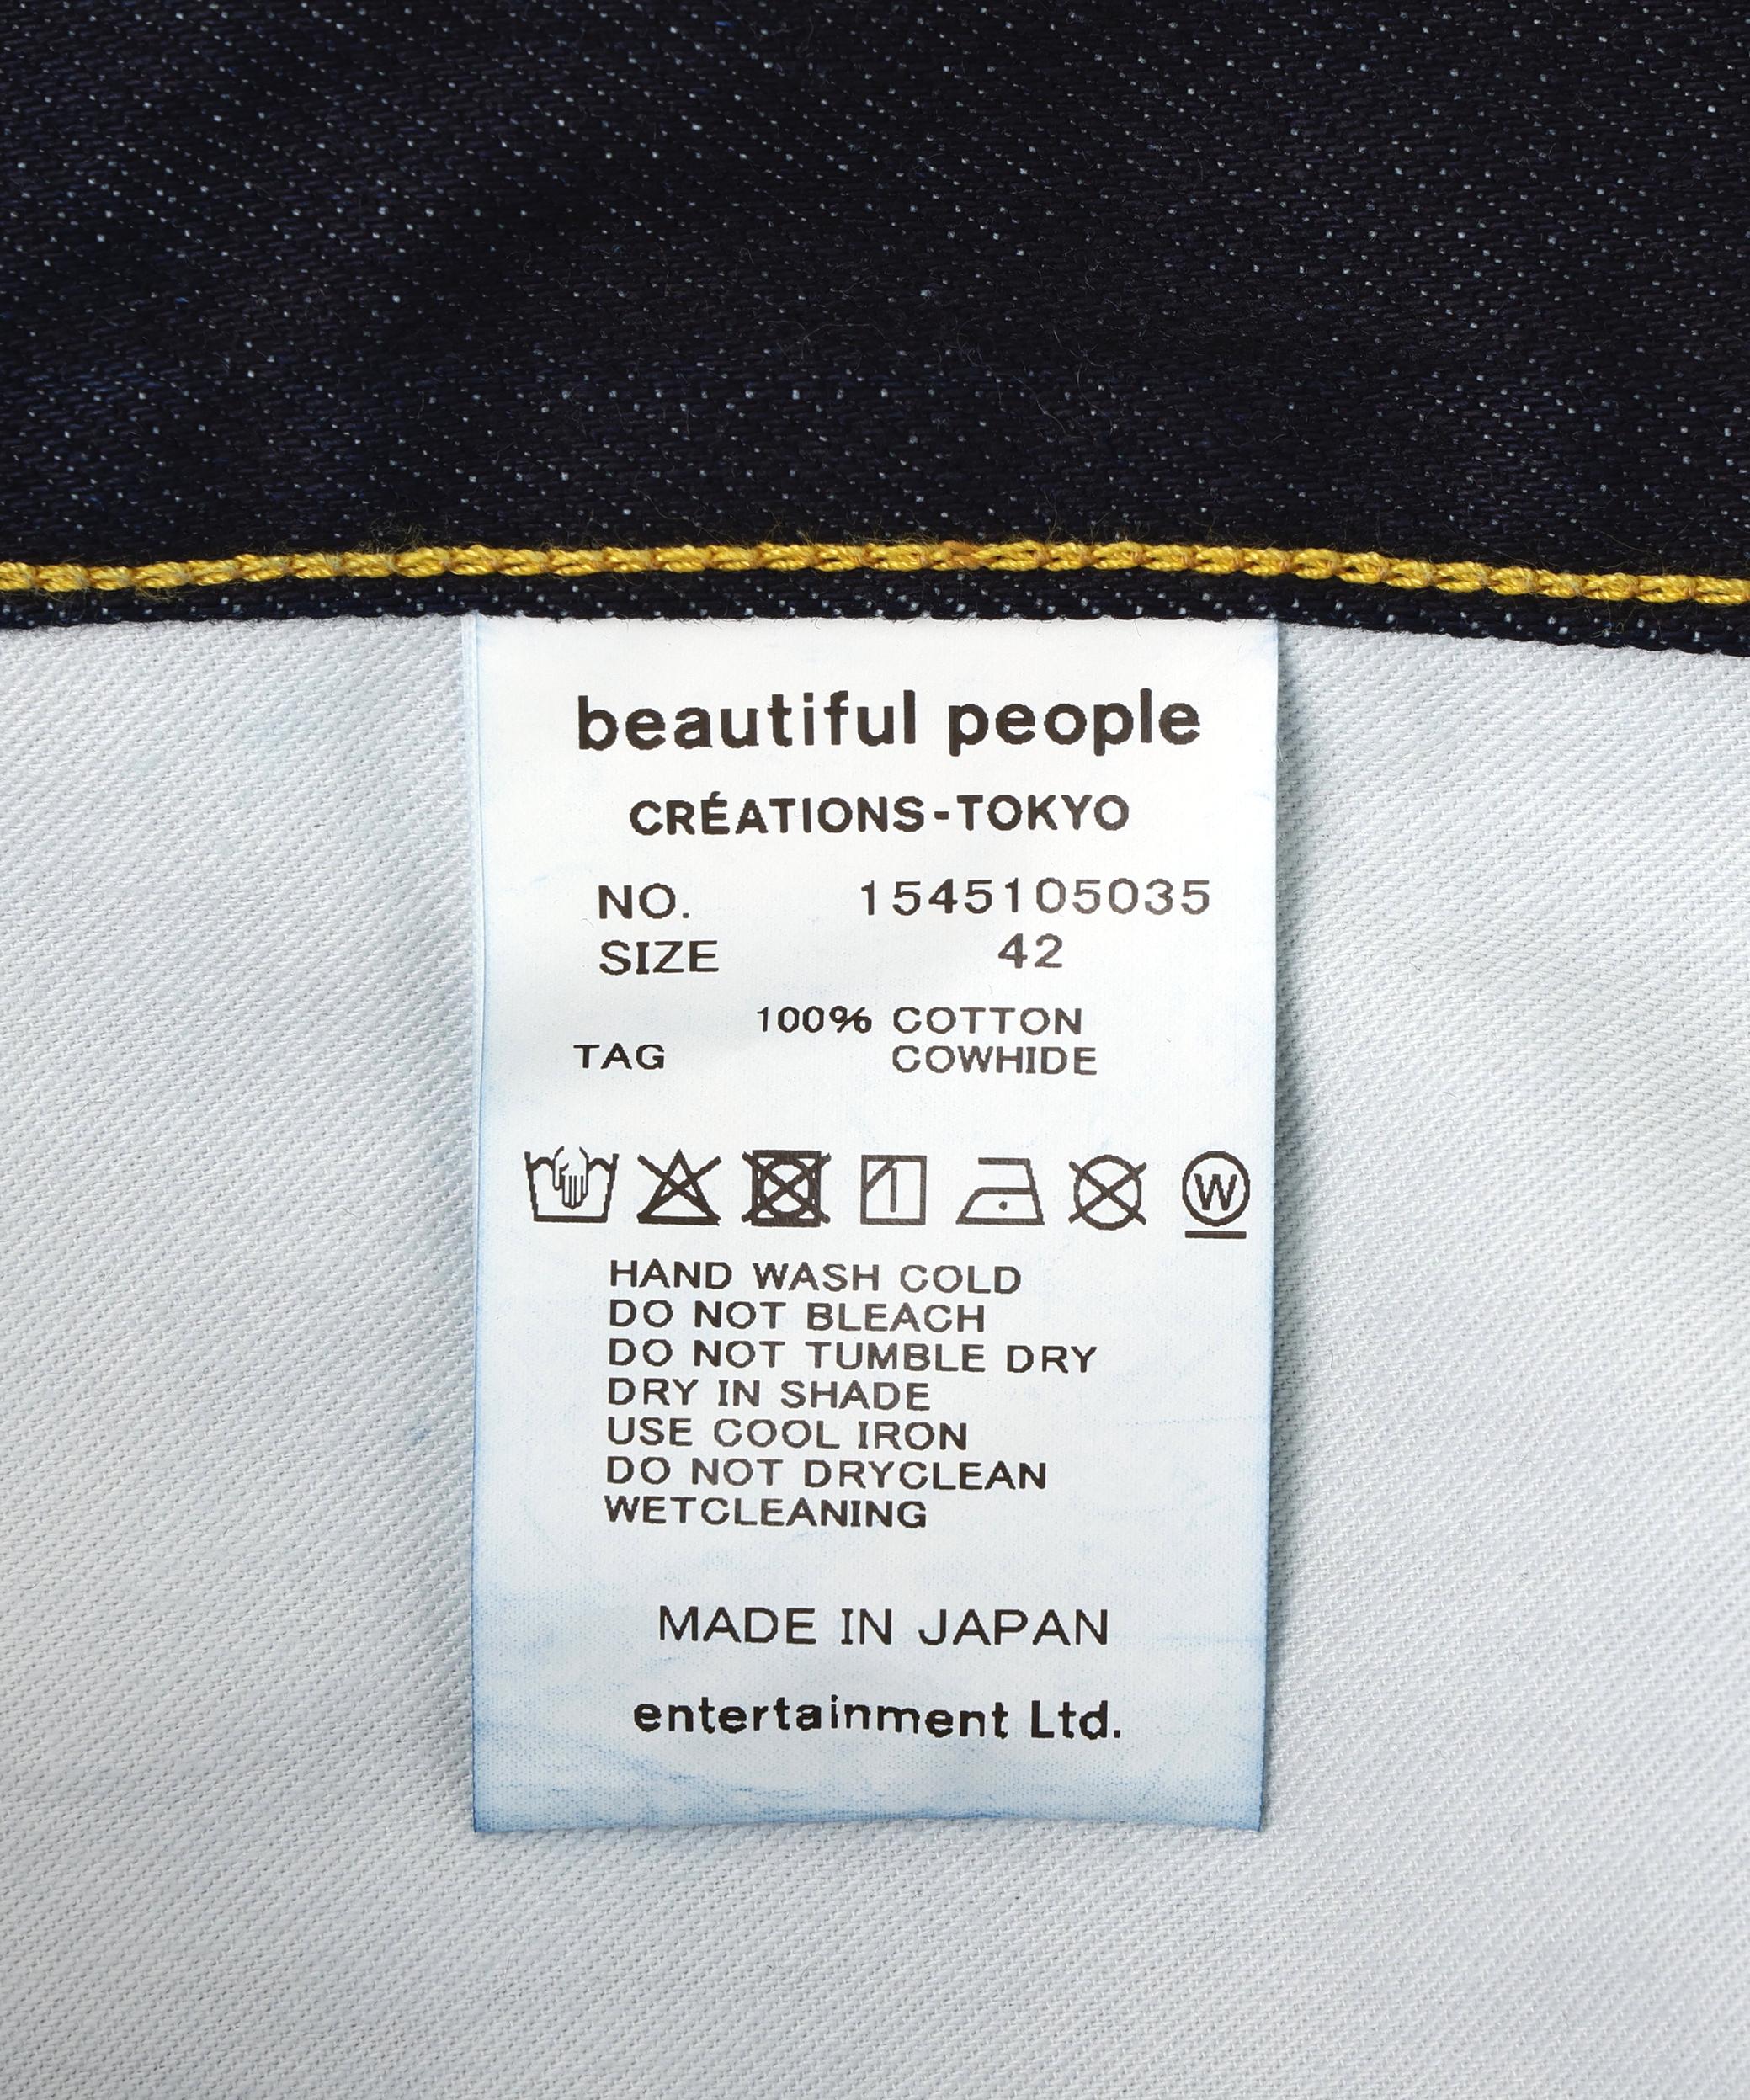 beautiful people
CRÉATIONS-TOKYO
NO. 1545105035
SIZE 42
100% COTTON
TAG COWHIDE
W
HAND WASH COLD
DO NOT BLEACH
DO NOT TUMBLE DRY
DRY IN SHADE
USE COOL IRON
DO NOT DRYCLEAN
WETCLEANING
MADE IN JAPAN
entertainment Ltd.